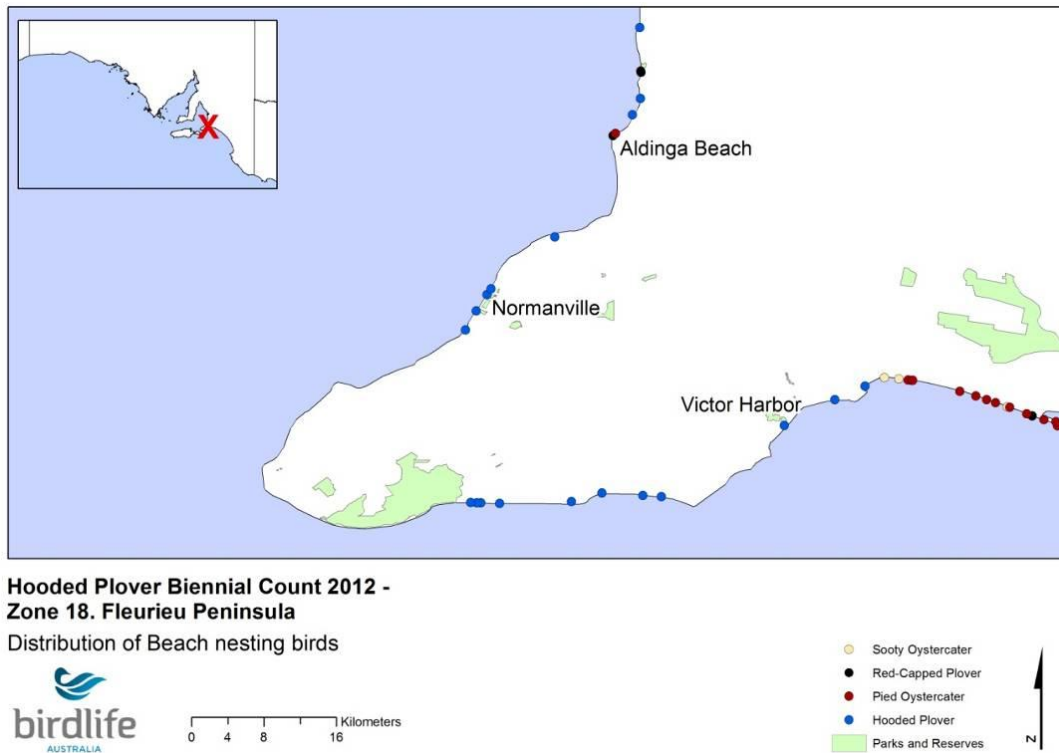 X
Aldinga Beach
Normanville
Victor Harbor
Hooded Plover Biennial Count 2012 -
Zone 18. Fleurieu Peninsula
Distribution of Beach nesting birds
birdlife
AUSTRALIA
Kilometers
0 4 8 12 16
Sooty Oystercater
Red-Capped Plover
Pied Oystercater
Hooded Plover
Parks and Reserves
N